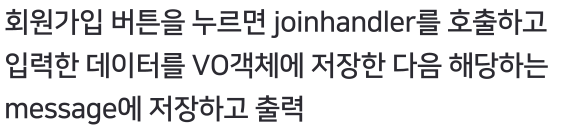 회원가입 버튼을 누르면 joinhandler를 호출하고
입력한 데이터를 VO객체에 저장한 다음 해당하는
message에 저장하고 출력